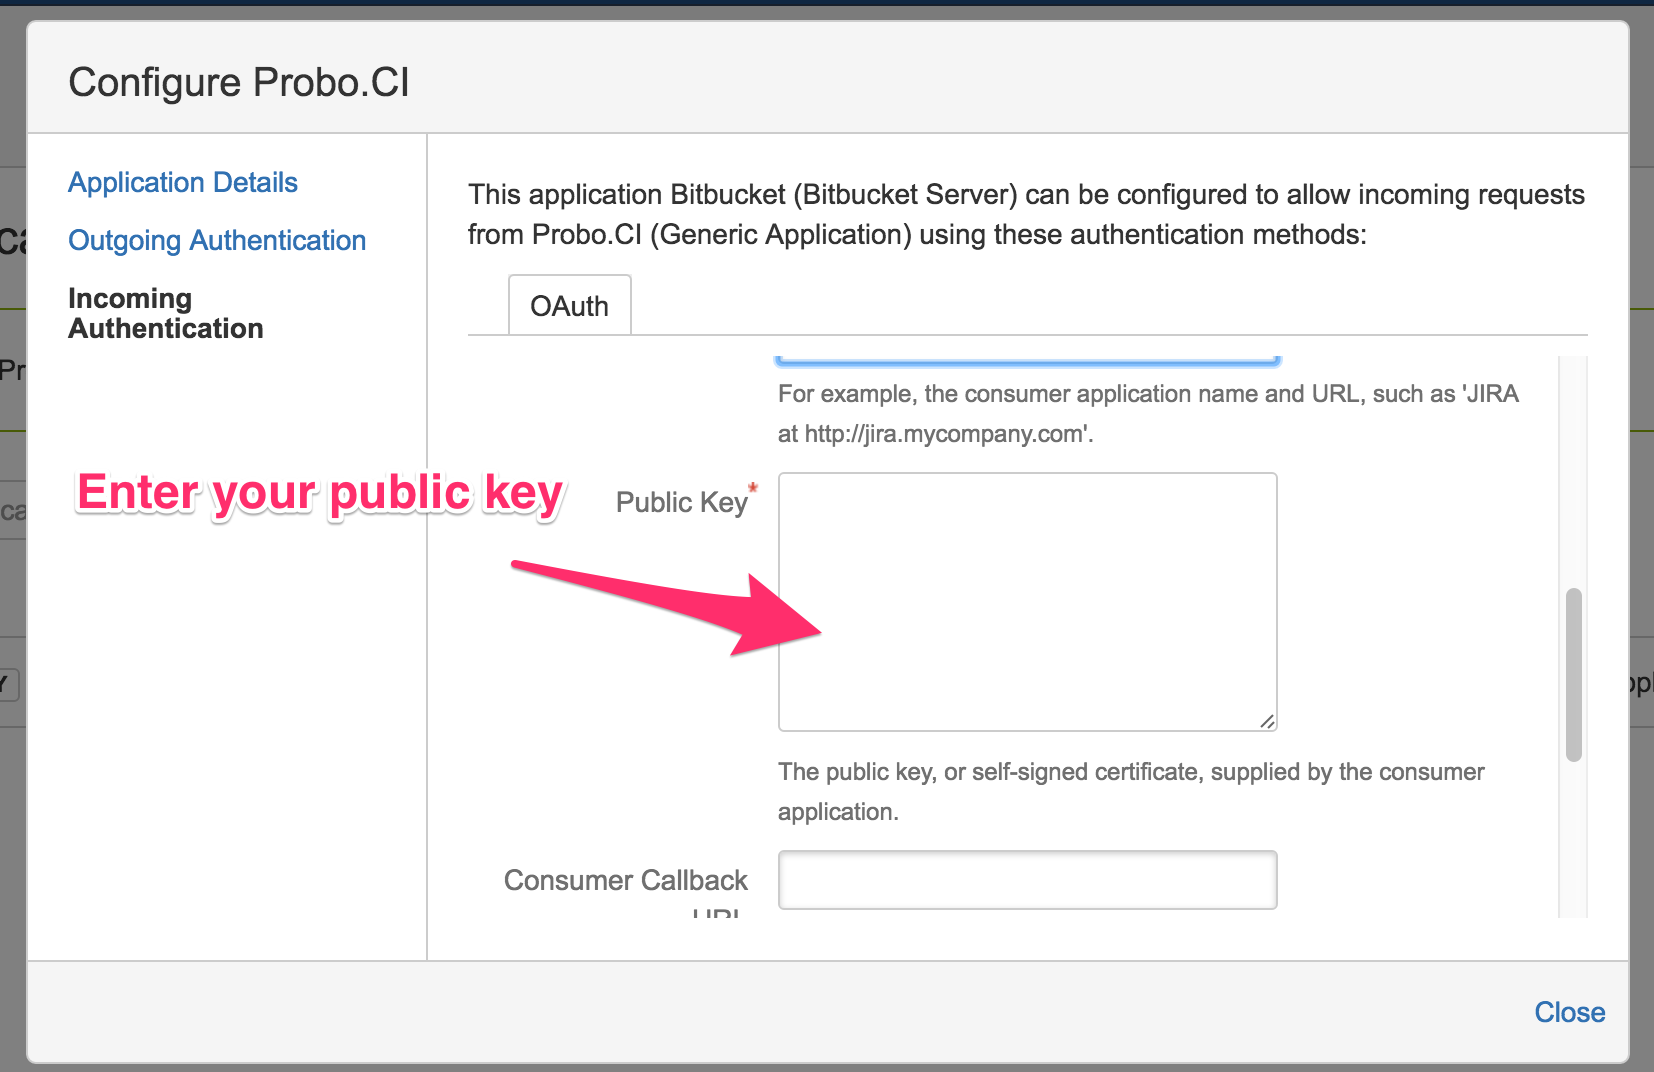 Configure Probo.CI
Application Details
Outgoing Authentication
Incoming
Authentication
This application Bitbucket (Bitbucket Server) can be configured to allow incoming requests
from Probo.CI (Generic Application) using these authentication methods:
OAuth
For example, the consumer application name and URL, such as 'JIRA
at http://jira.mycompany.com'.
Enter your public key
Public Key*
The public key, or self-signed certificate, supplied by the consumer
application.
Consumer Callback
URL
Close